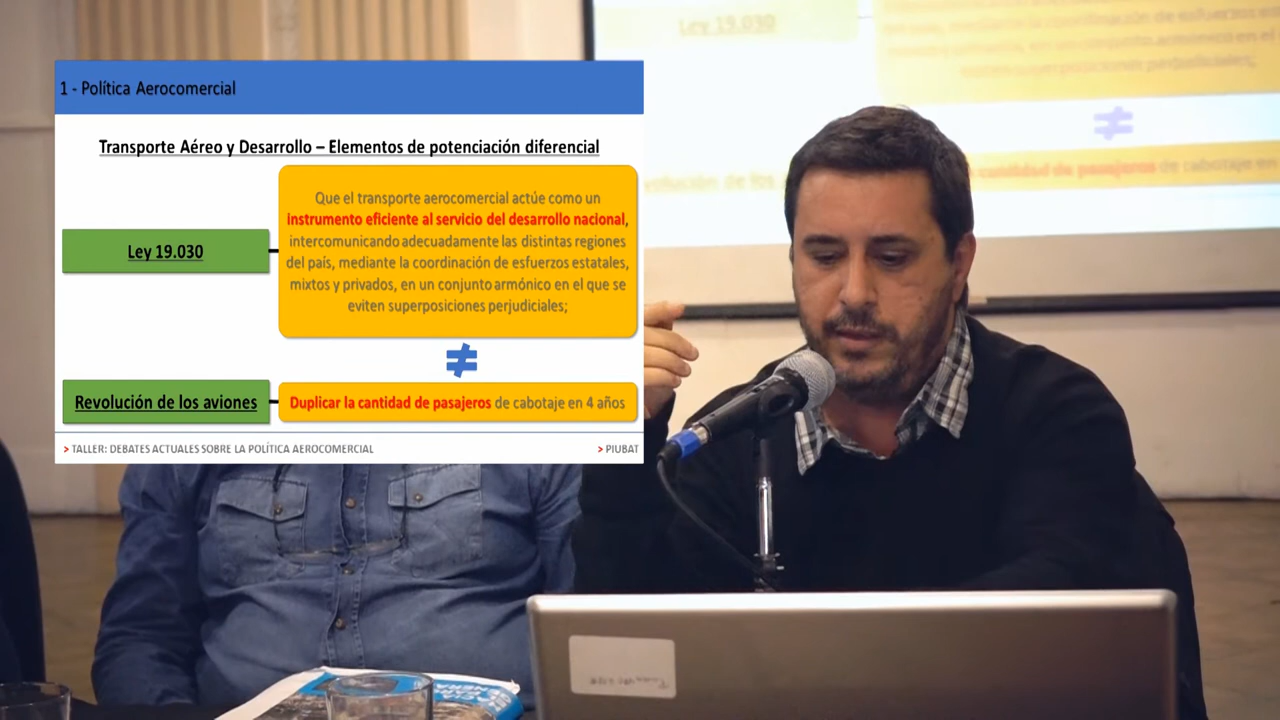 1 - Política Aerocomercial
Transporte Aéreo y Desarrollo – Elementos de potenciación diferencial
Ley 19.030
Que el transporte aerocomercial actúe como un
instrumento eficiente al servicio del desarrollo nacional,
intercomunicando adecuadamente las distintas regiones
del país, mediante la coordinación de esfuerzos estatales,
mixtos y privados, en un conjunto armónico en el que se
eviten superposiciones perjudiciales;
≠
Revolución de los aviones
Duplicar la cantidad de pasajeros de cabotaje en 4 años
> TALLER: DEBATES ACTUALES SOBRE LA POLÍTICA AEROCOMERCIAL
> PIUBAT
Ley 19.030
superposiciones perjudiciales;
≠
cantidad de pasajeros de cabotaje en